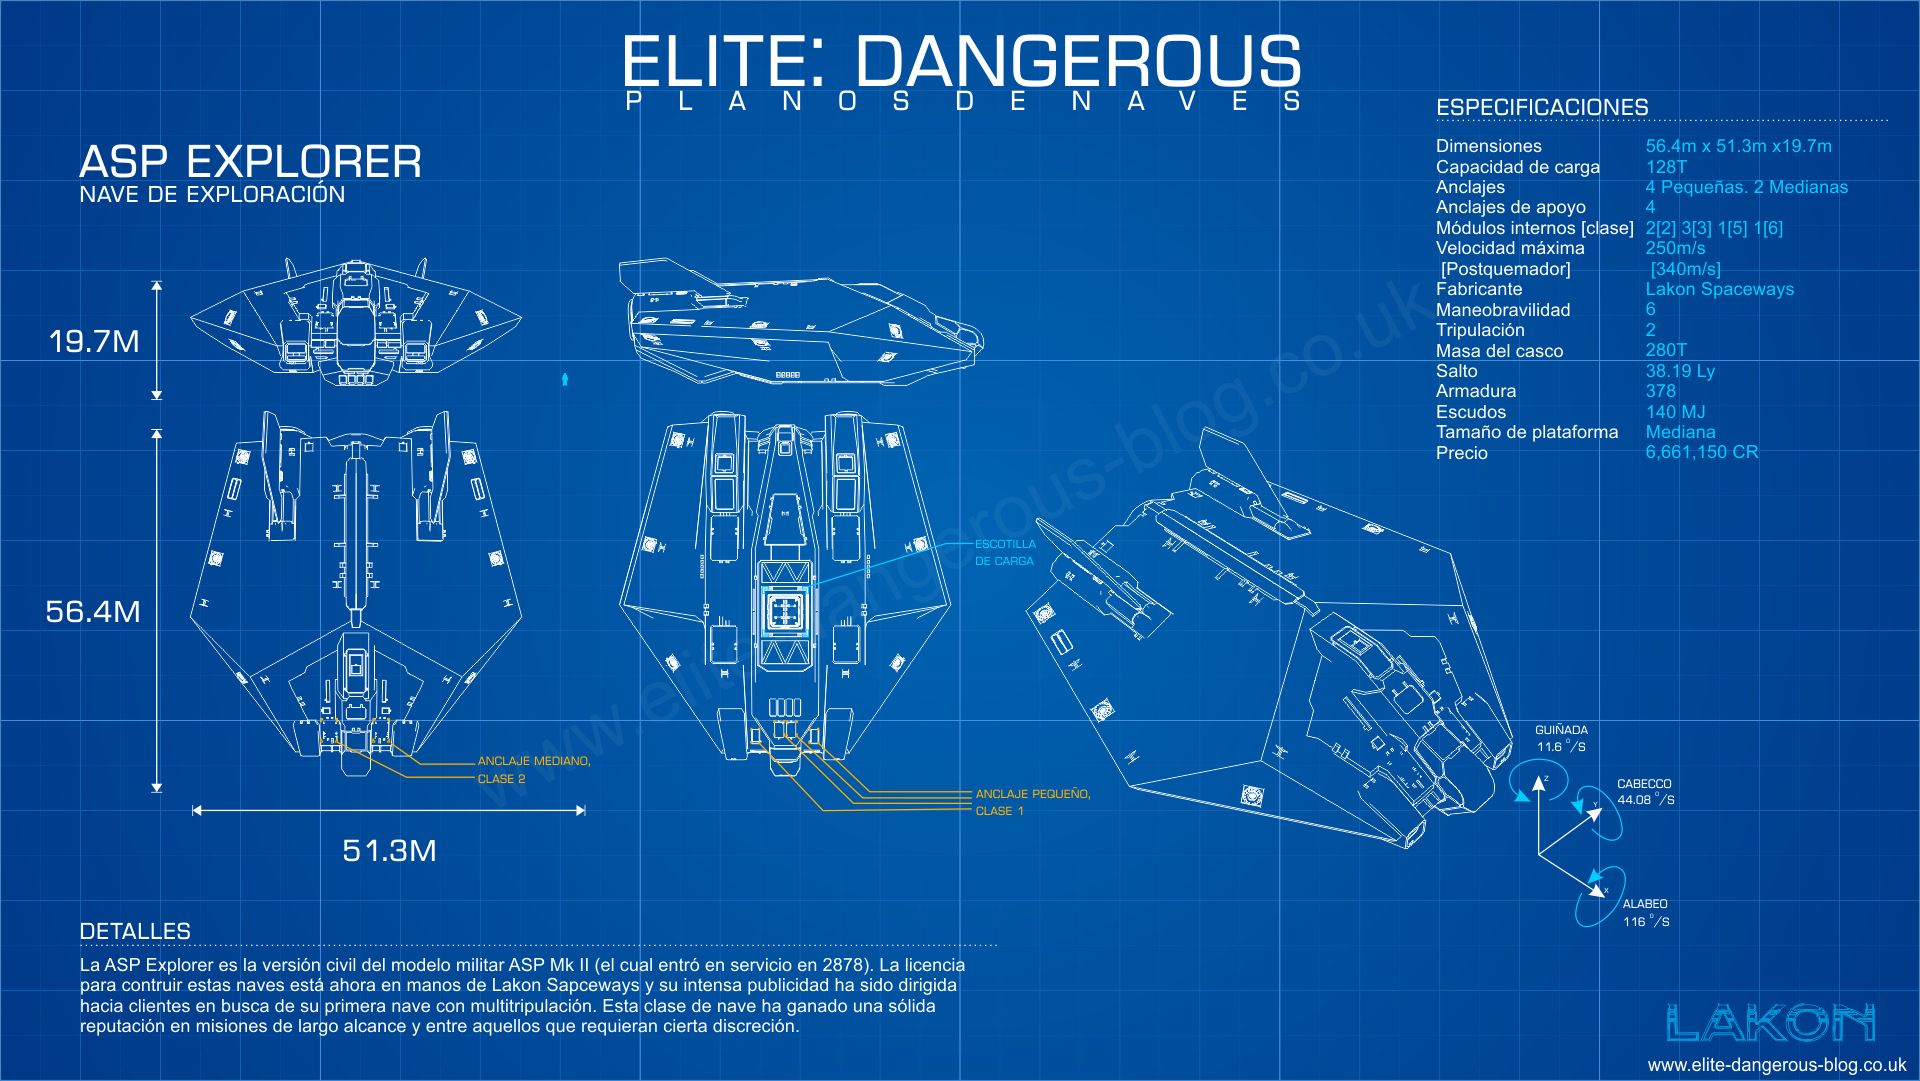 ELITE: DANGEROUS
PLANOS DE NAVES
ASP EXPLORER
NAVE DE EXPLORACIÓN
ESPECIFICACIONES
Dimensiones 56.4m x 51.3m x19.7m
Capacidad de carga 128T
Anclajes 4 Pequeñas. 2 Medianas
Anclajes de apoyo 4
Módulos internos [clase] 2[2] 3[3] 1[5] 1[6]
Velocidad máxima 250m/s
[Postquemador] [340m/s]
Fabricante Lakon Spaceways
Maneobravilidad 6
Tripulación 2
Masa del casco 280T
Salto 38.19 Ly
Armadura 378
Escudos 140 MJ
Tamaño de plataforma Mediana
Precio 6,661,150 CR
19.7M
56.4M
51.3M
ESCOTILLA
DE CARGA
ANCLAJE MEDIANO,
CLASE 2
ANCLAJE PEQUEÑO,
CLASE 1
GUIÑADA
11.6 °/S
Z
CABECCO
44.08 °/S
Y
X
ALABEO
116 °/S
www.elite-dangerous-blog.co.uk
DETALLES
La ASP Explorer es la versión civil del modelo militar ASP Mk II (el cual entró en servicio en 2878). La licencia
para contruir estas naves está ahora en manos de Lakon Sapceways y su intensa publicidad ha sido dirigida
hacia clientes en busca de su primera nave con multitripulación. Esta clase de nave ha ganado una sólida
reputación en misiones de largo alcance y entre aquellos que requieran cierta discreción.
LAKON
www.elite-dangerous-blog.co.uk